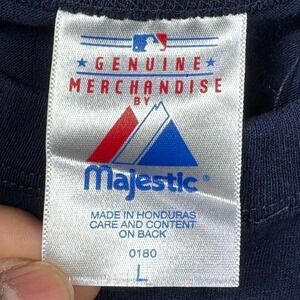 GENUINE
MERCHANDISE
BY
Majestic®
MADE IN HONDURAS
CARE AND CONTENT
ON BACK
0180
L